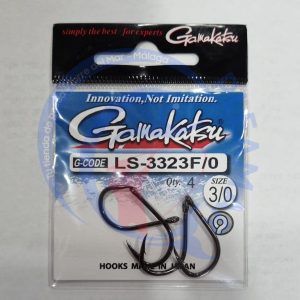 simply the best for experts Gamakatsu
Innovation, Not Imitation.
Gamakatsu
G-CODE LS-3323F/0
Qty. 4 SIZE
3/0
HOOKS MADE IN JAPAN